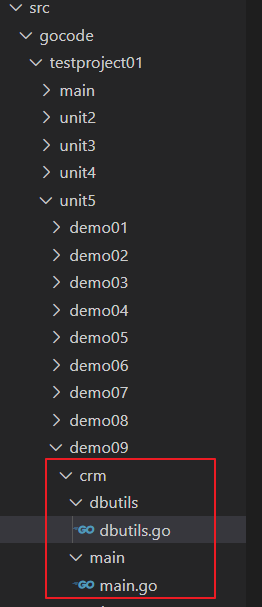 src
gocode
testproject01
main
unit2
unit3
unit4
unit5
demo01
demo02
demo03
demo04
demo05
demo06
demo07
demo08
demo09
crm
dbutils
GO dbutils.go
main
GO main.go